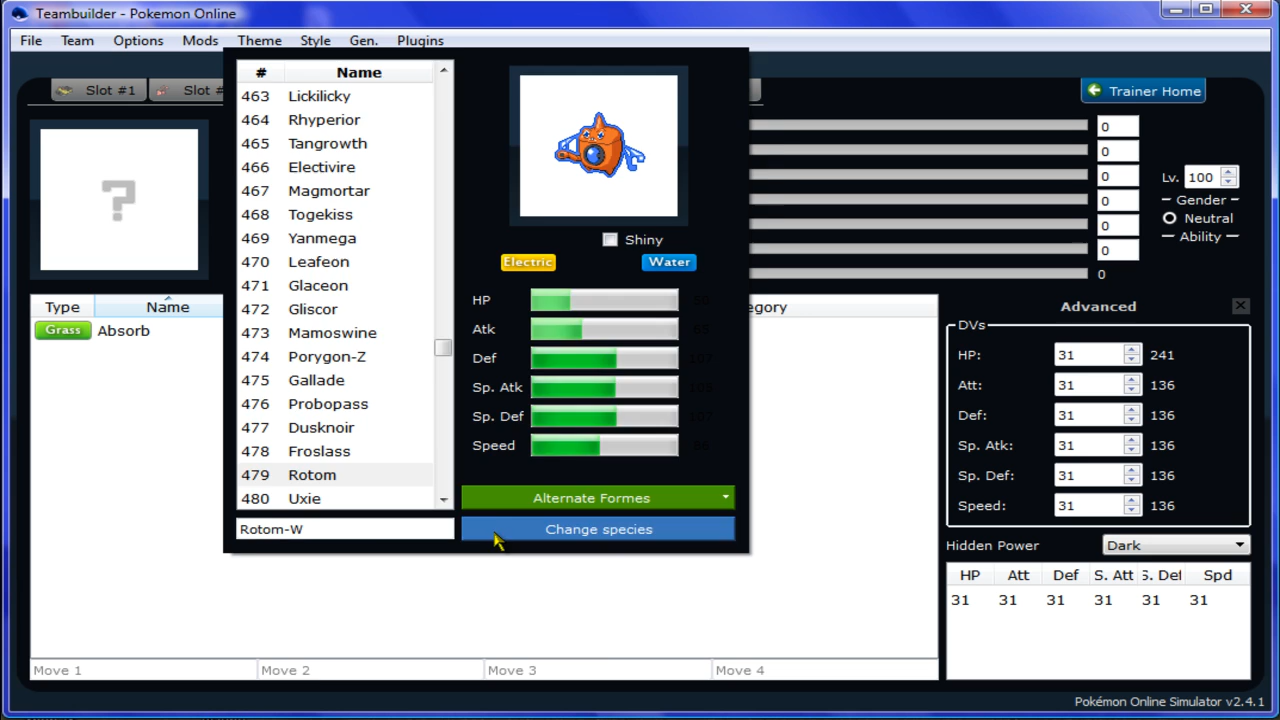 Teambuilder - Pokemon Online
File Team Options Mods Theme Style Gen. Plugins
Slot #1 Slot # Trainer Home
# Name
463 Lickilicky
464 Rhyperior
465 Tangrowth
466 Electivire
467 Magmortar
468 Togekiss
469 Yanmega
470 Leafeon
471 Glaceon
472 Gliscor
473 Mamoswine
474 Porygon-Z
475 Gallade
476 Probopass
477 Dusknoir
478 Froslass
479 Rotom
480 Uxie
Rotom-W
?
Shiny
Electric Water
HP 50
Atk 65
Def 107
Sp. Atk 105
Sp. Def 107
Speed 86
Alternate Formes
Change species
0
0
0
0
0
0
0
Lv. 100
Gender
Neutral
Ability
Type Name egory
Grass Absorb
Move 1 Move 2 Move 3 Move 4
Advanced
DVs
HP: 31 241
Att: 31 136
Def: 31 136
Sp. Atk: 31 136
Sp. Def: 31 136
Speed: 31 136
Hidden Power Dark
HP Att Def S. Att S. Def Spd
31 31 31 31 31 31
Pokémon Online Simulator v2.4.1